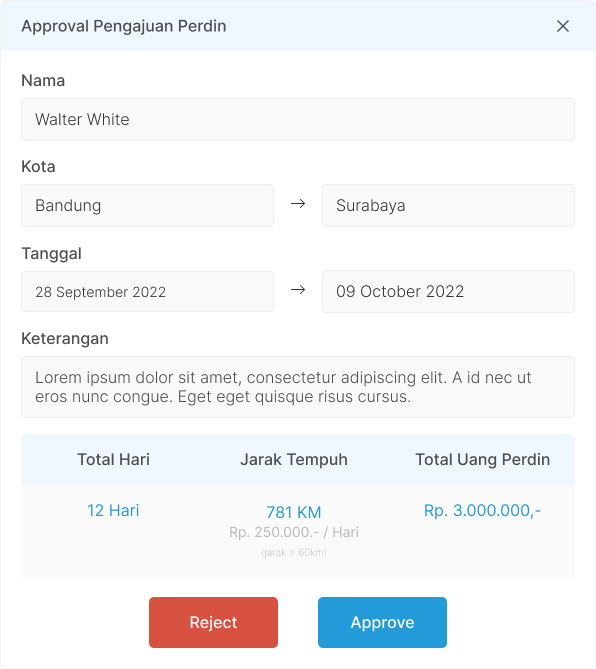 Approval Pengajuan Perdin
Nama
Walter White
Kota
Bandung → Surabaya
Tanggal
28 September 2022 → 09 October 2022
Keterangan
Lorem ipsum dolor sit amet, consectetur adipiscing elit. A id nec ut
eros nunc congue. Eget eget quisque risus cursus.
Total Hari Jarak Tempuh Total Uang Perdin
12 Hari 781 KM Rp. 3.000.000,-
Rp. 250.000.- / Hari
(jarak > 60km)
Reject Approve